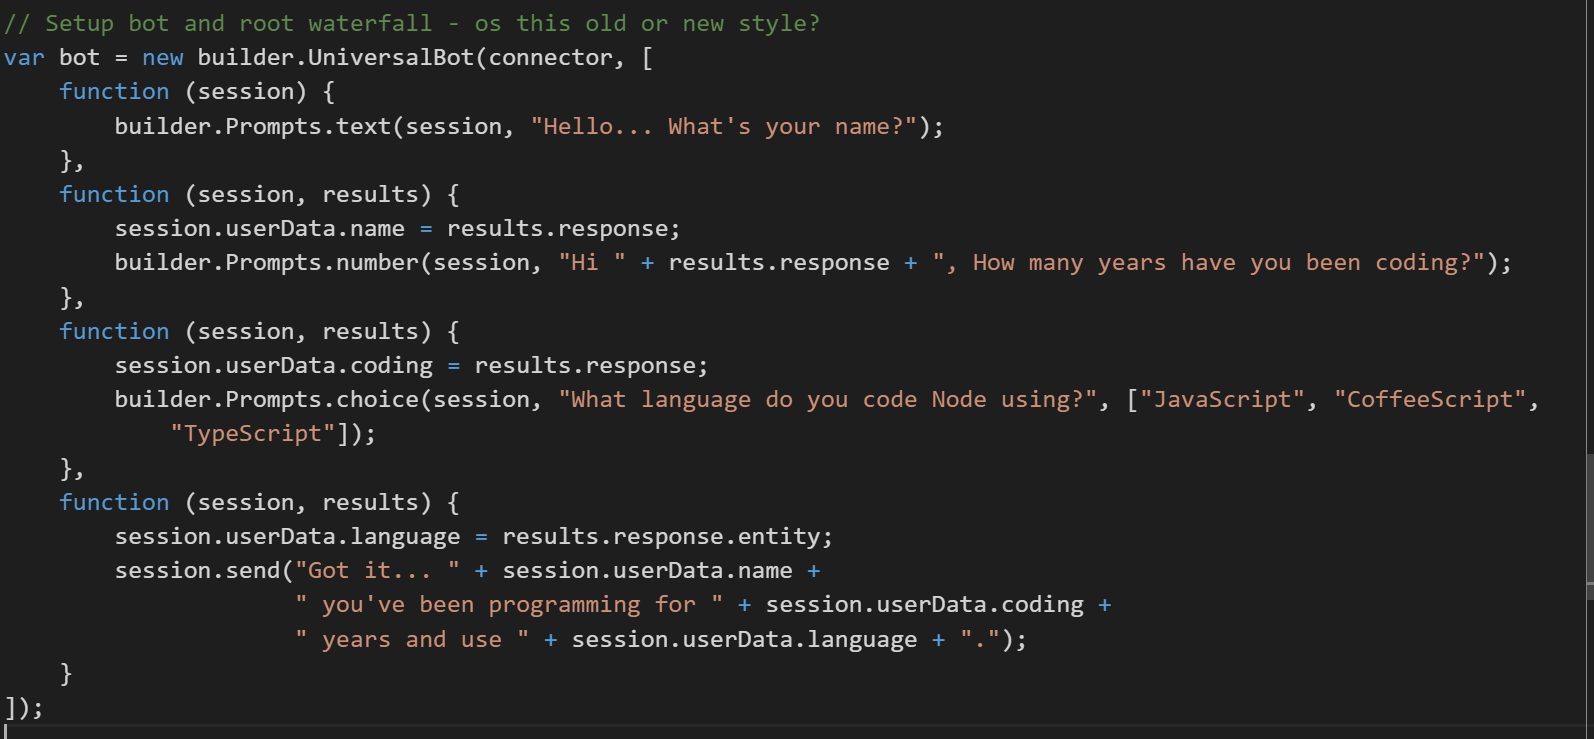 // Setup bot and root waterfall - os this old or new style?
var bot = new builder.UniversalBot(connector, [
    function (session) {
        builder.Prompts.text(session, "Hello... What's your name?");
    },
    function (session, results) {
        session.userData.name = results.response;
        builder.Prompts.number(session, "Hi " + results.response + ", How many years have you been coding?");
    },
    function (session, results) {
        session.userData.coding = results.response;
        builder.Prompts.choice(session, "What language do you code Node using?", ["JavaScript", "CoffeeScript",
            "TypeScript"]);
    },
    function (session, results) {
        session.userData.language = results.response.entity;
        session.send("Got it... " + session.userData.name +
                     " you've been programming for " + session.userData.coding +
                     " years and use " + session.userData.language + ".");
    }
]);